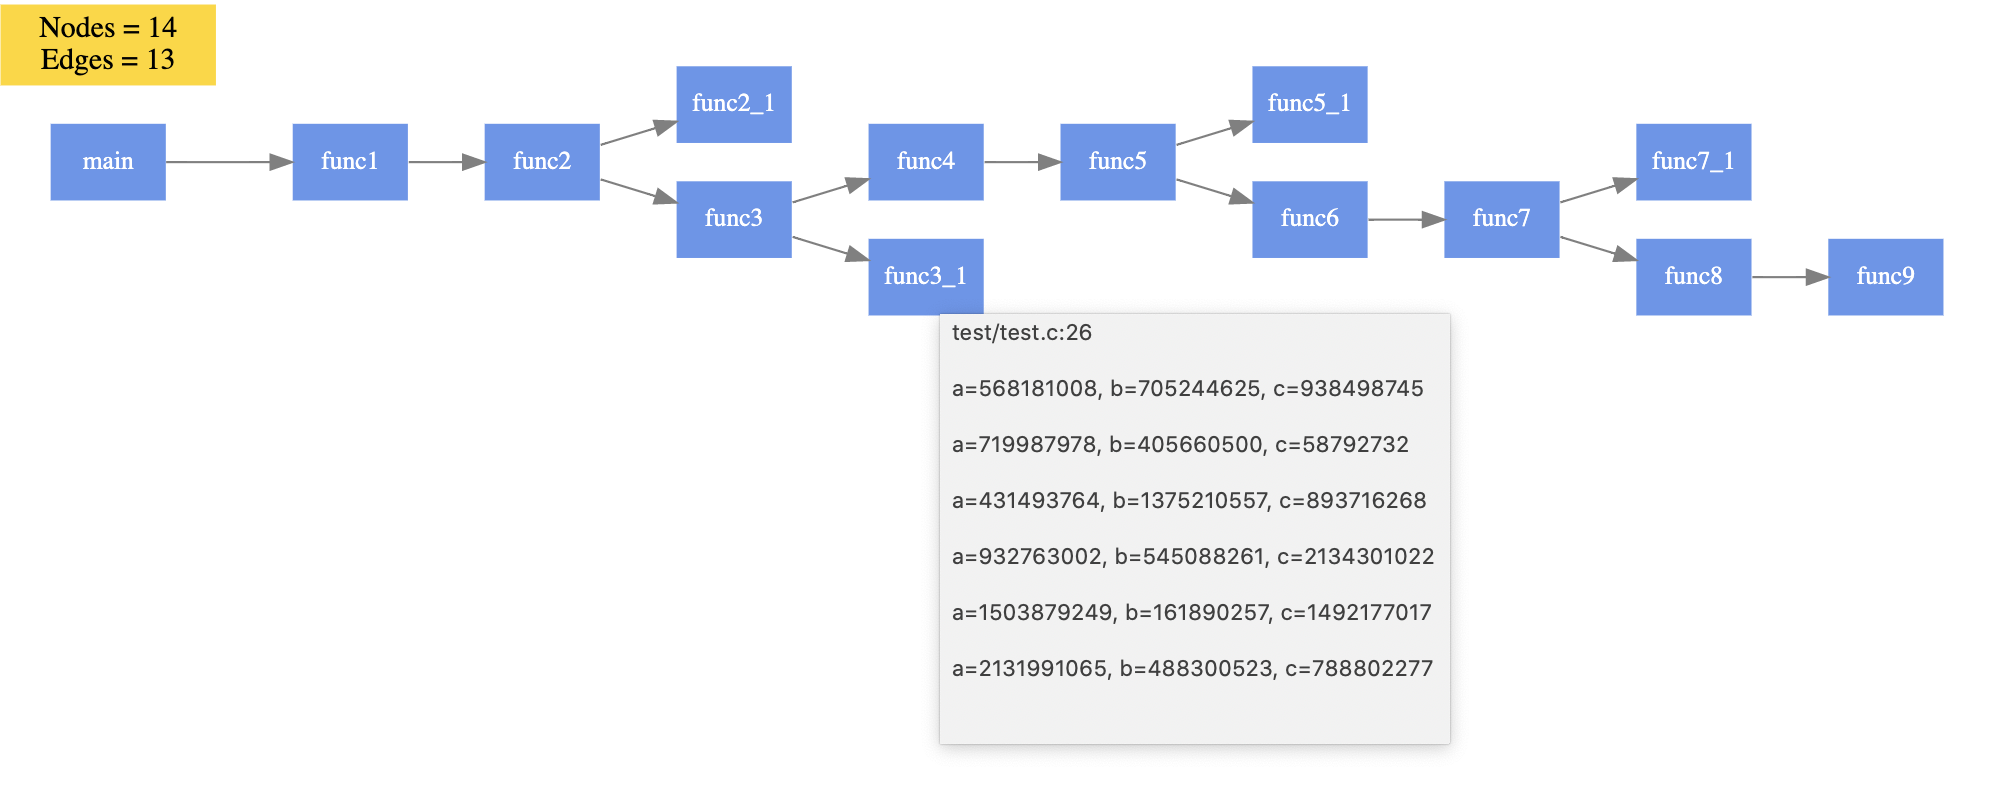 Nodes = 14
Edges = 13
main
func1
func2
func2_1
func3
func4
func3_1
func5
func5_1
func6
func7
func7_1
func8
func9
test/test.c:26
a=568181008, b=705244625, c=938498745
a=719987978, b=405660500, c=58792732
a=431493764, b=1375210557, c=893716268
a=932763002, b=545088261, c=2134301022
a=1503879249, b=161890257, c=1492177017
a=2131991065, b=488300523, c=788802277